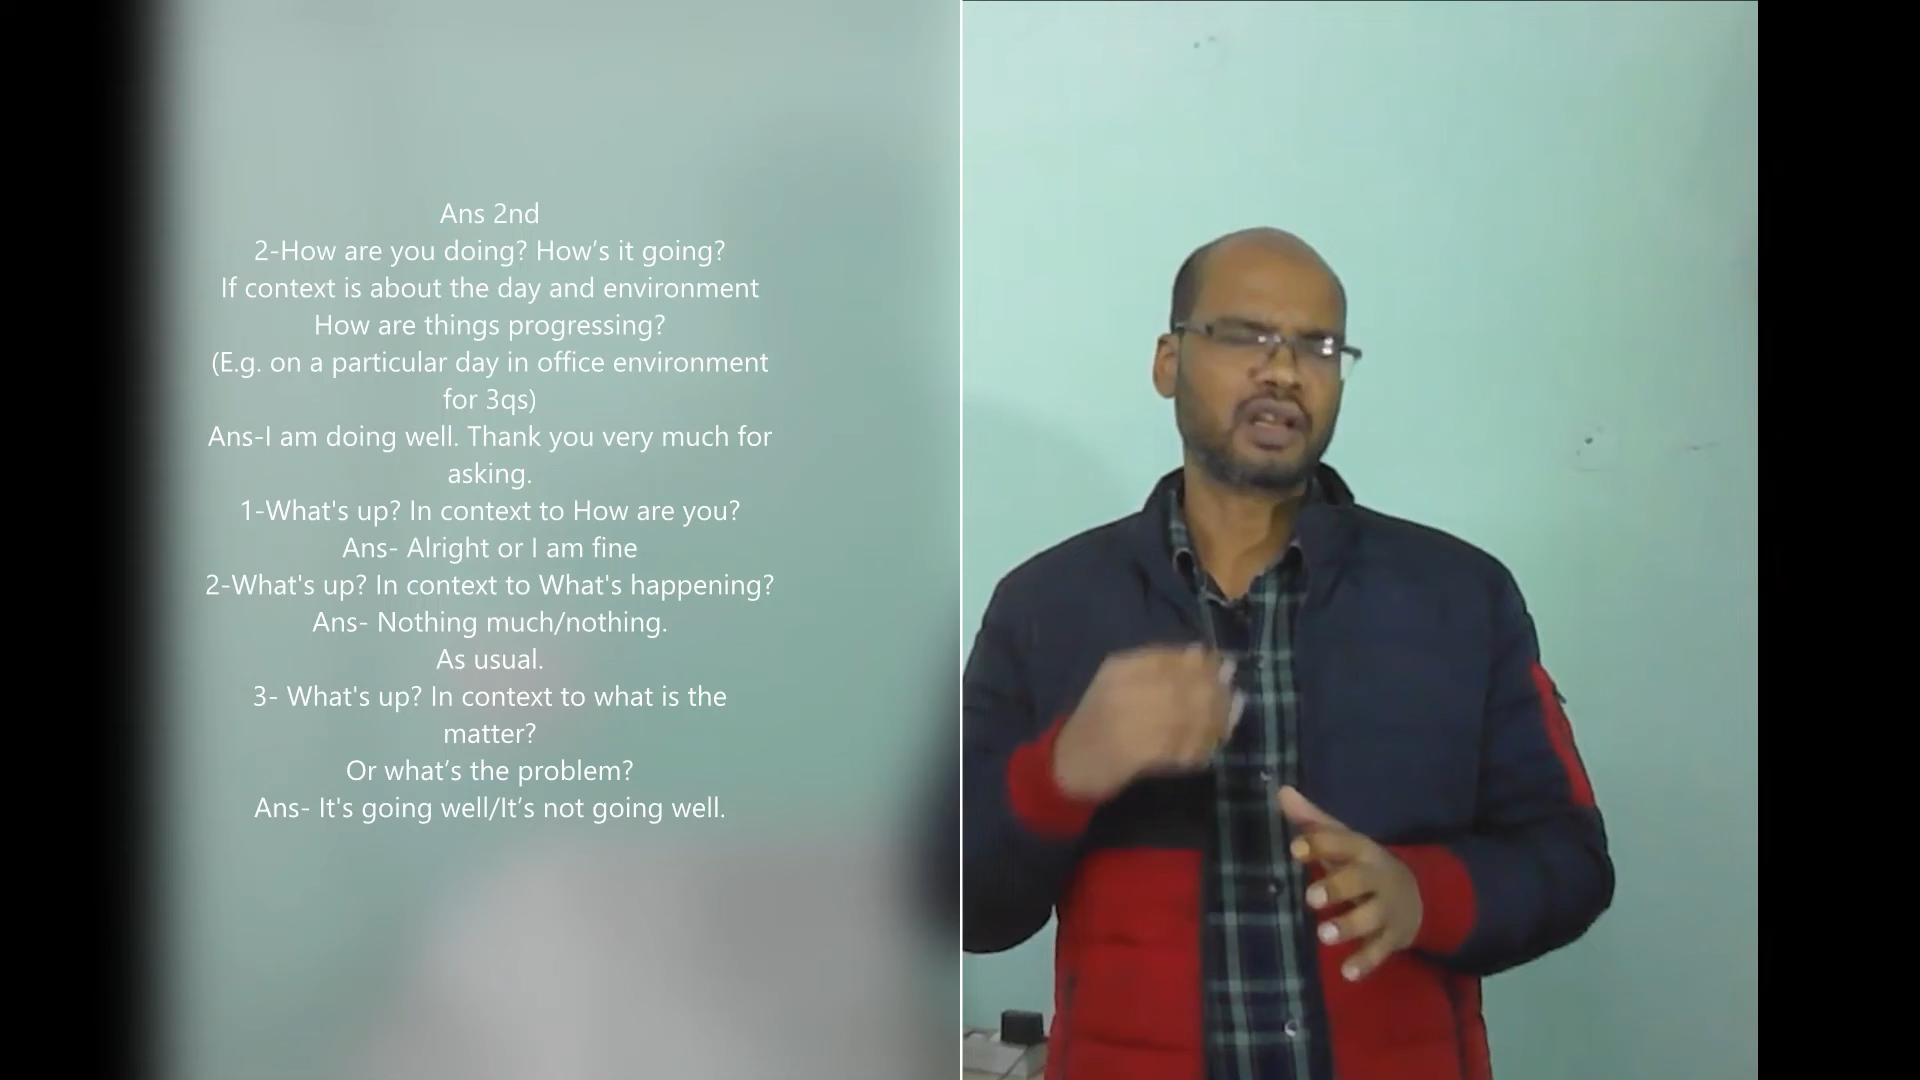 Ans 2nd
2-How are you doing? How’s it going?
If context is about the day and environment
How are things progressing?
(E.g. on a particular day in office environment
for 3qs)
Ans-I am doing well. Thank you very much for
asking.
1-What's up? In context to How are you?
Ans- Alright or I am fine
2-What's up? In context to What's happening?
Ans- Nothing much/nothing.
As usual.
3- What's up? In context to what is the
matter?
Or what’s the problem?
Ans- It's going well/It’s not going well.